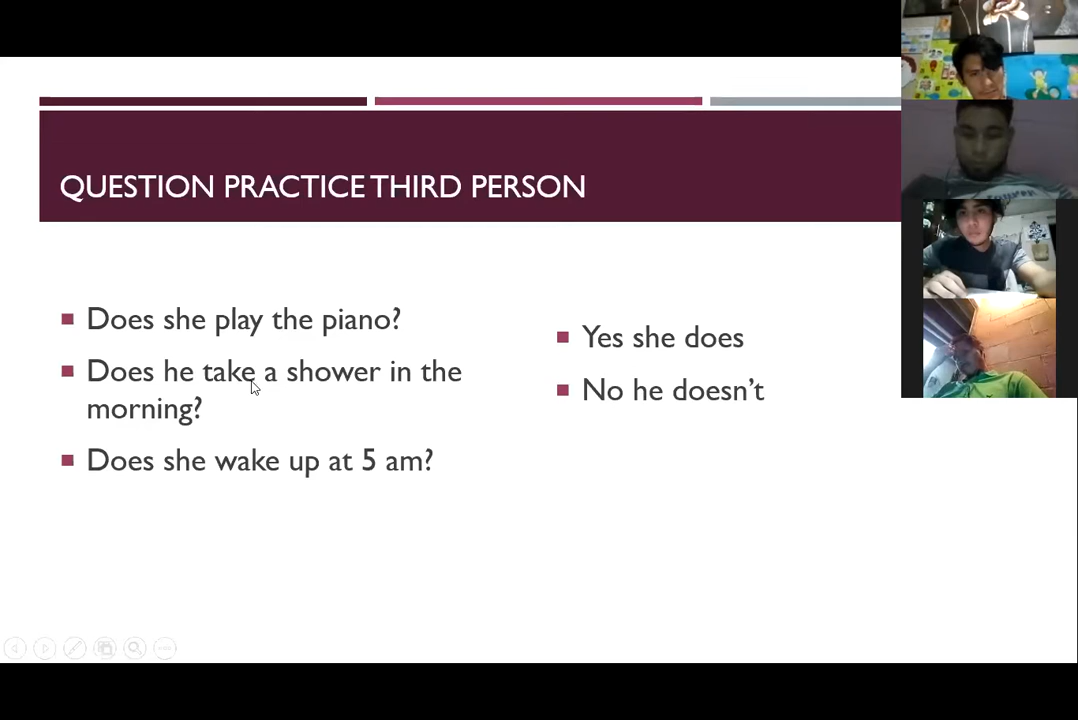 QUESTION PRACTICE THIRD PERSON
Does she play the piano?
Does he take a shower in the
morning?
Does she wake up at 5 am?
Yes she does
No he doesn’t